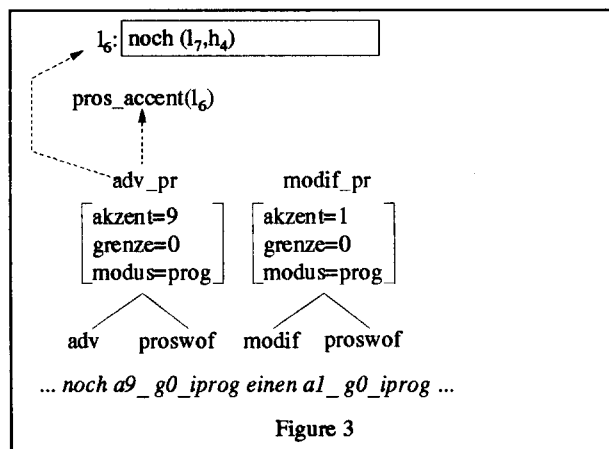 l₆: noch (l₇,h₄)
pros_accent(l₆)
adv_pr modif_pr
akzent=9 akzent=1
grenze=0 grenze=0
modus=prog modus=prog
adv proswof modif proswof
... noch a9_ g0_iprog einen a1_ g0_iprog ...
Figure 3